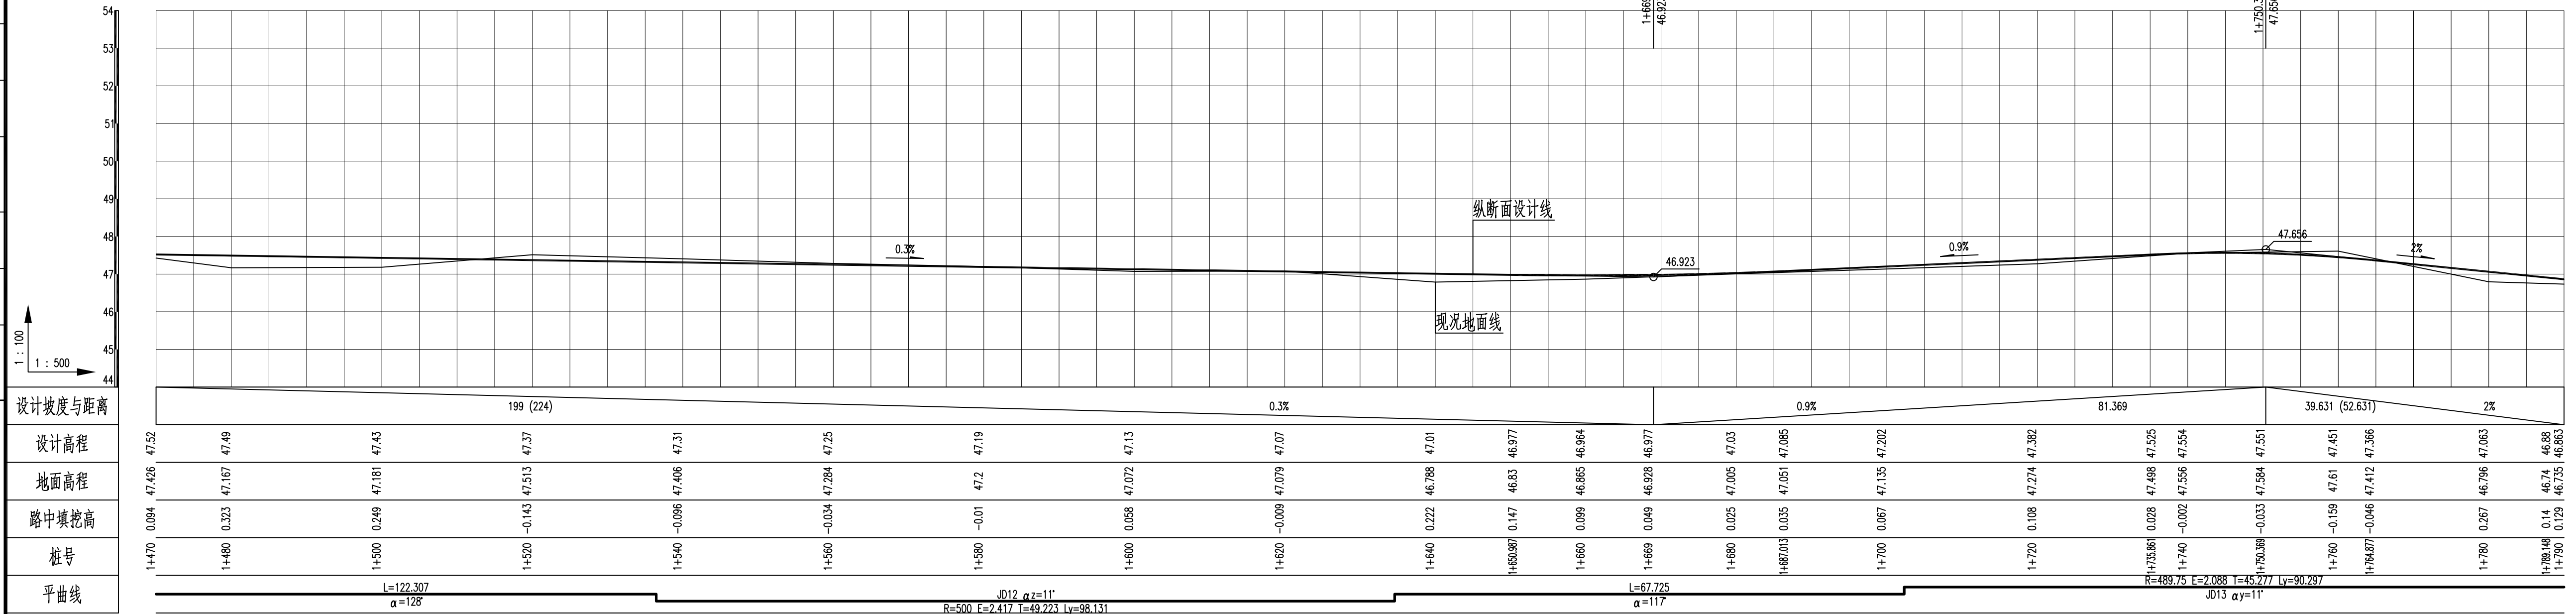 1+669
46.92
1+750.3
47.656
54
53
52
51
50
49
48
47
46
45
44
1 : 100
1 : 500
纵断面设计线
现况地面线
0.3%
46.923
0.9%
47.656
2%
设计坡度与距离 199 (224) 0.3% 0.9% 81.369 39.631 (52.631) 2%
设计高程 47.52 47.49 47.43 47.37 47.31 47.25 47.19 47.13 47.07 47.01 46.977 46.964 46.977 47.03 47.085 47.202 47.382 47.525 47.554 47.551 47.451 47.366 47.063 46.88 46.863
地面高程 47.426 47.167 47.181 47.513 47.406 47.284 47.2 47.072 47.079 46.788 46.83 46.865 46.928 47.005 47.051 47.135 47.274 47.498 47.556 47.584 47.61 47.412 46.796 46.74 46.735
路中填挖高 0.094 0.323 0.249 -0.143 -0.096 -0.034 -0.01 0.058 -0.009 0.222 0.147 0.099 0.049 0.025 0.035 0.067 0.108 0.028 -0.002 -0.033 -0.159 -0.046 0.267 0.14 0.129
桩号 1+470 1+480 1+500 1+520 1+540 1+560 1+580 1+600 1+620 1+640 1+650.987 1+660 1+669 1+680 1+687.013 1+700 1+720 1+735.861 1+740 1+750.369 1+760 1+764.877 1+780 1+789.148 1+790
平曲线
L=122.307
α=128°
JD12 αz=11°
R=500 E=2.417 T=49.223 Ly=98.131
L=67.725
α=117°
R=489.75 E=2.088 T=45.277 Ly=90.297
JD13 αy=11°